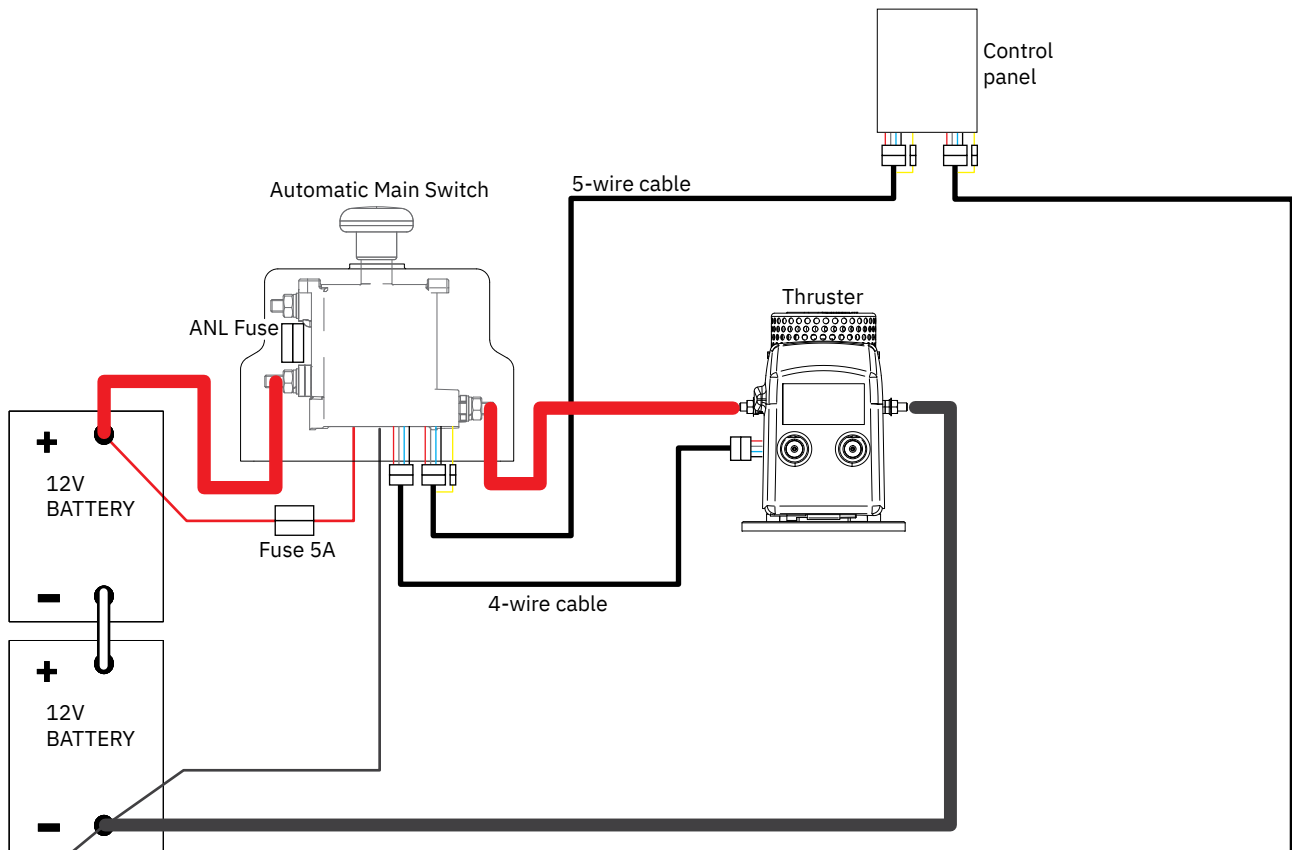 Control
panel
5-wire cable
Automatic Main Switch
Thruster
ANL Fuse
+
12V
BATTERY
Fuse 5A
4-wire cable
-
+
12V
BATTERY
-